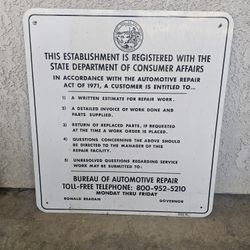 THIS ESTABLISHMENT IS REGISTERED WITH THE
STATE DEPARTMENT OF CONSUMER AFFAIRS
IN ACCORDANCE WITH THE AUTOMOTIVE REPAIR
ACT OF 1971, A CUSTOMER IS ENTITLED TO...
1) A WRITTEN ESTIMATE FOR REPAIR WORK.
2) A DETAILED INVOICE OF WORK DONE AND
PARTS SUPPLIED.
3) RETURN OF REPLACED PARTS, IF REQUESTED
AT THE TIME A WORK ORDER IS PLACED.
4) QUESTIONS CONCERNING THE ABOVE SHOULD
BE DIRECTED TO THE MANAGER OF THIS
REPAIR FACILITY.
5) UNRESOLVED QUESTIONS REGARDING SERVICE
WORK MAY BE SUBMITTED TO:
BUREAU OF AUTOMOTIVE REPAIR
TOLL-FREE TELEPHONE: 800-952-5210
MONDAY THRU FRIDAY
RONALD REAGAN GOVERNOR